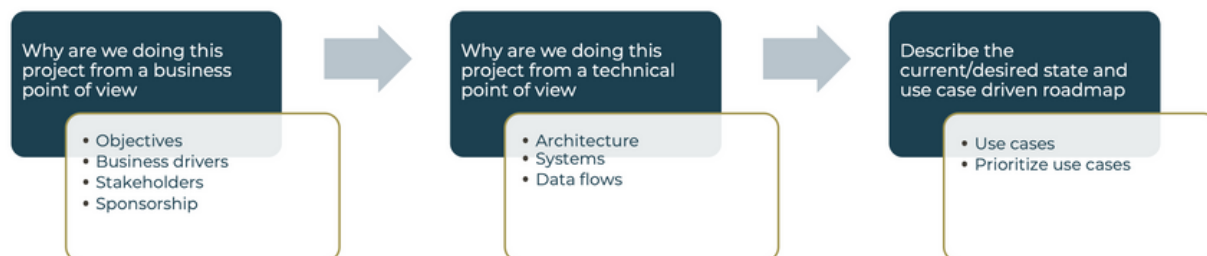 Why are we doing this
project from a business
point of view
• Objectives
• Business drivers
• Stakeholders
• Sponsorship
Why are we doing this
project from a technical
point of view
• Architecture
• Systems
• Data flows
Describe the
current/desired state and
use case driven roadmap
• Use cases
• Prioritize use cases